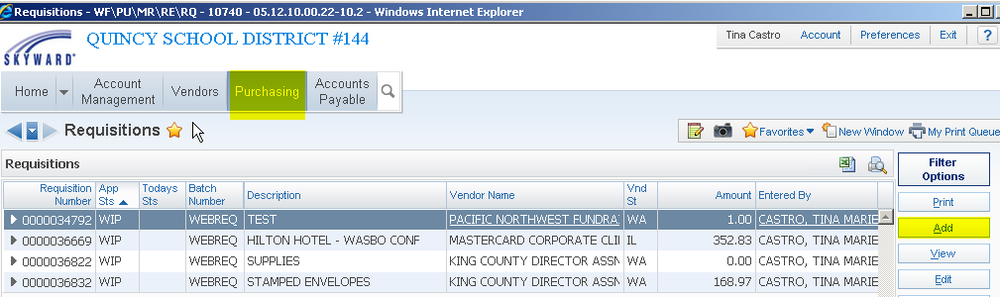 Requisitions - WF\PU\MR\RE\RQ - 10740 - 05.12.10.00.22-10.2 - Windows Internet Explorer
SKYWARD
QUINCY SCHOOL DISTRICT #144
Tina Castro Account Preferences Exit ?
Home Account Management Vendors Purchasing Accounts Payable
Requisitions
Favorites New Window My Print Queue
Requisitions
Filter Options
Requisition Number App Sts Todays Sts Batch Number Description Vendor Name Vnd St Amount Entered By
Print
0000034792 WIP WEBREQ TEST PACIFIC NORTHWEST FUNDRA WA 1.00 CASTRO, TINA MARIE
Add
0000036669 WIP WEBREQ HILTON HOTEL - WASBO CONF MASTERCARD CORPORATE CLI IL 352.83 CASTRO, TINA MARIE
View
0000036822 WIP WEBREQ SUPPLIES KING COUNTY DIRECTOR ASSN WA 0.00 CASTRO, TINA MARIE
Edit
0000036832 WIP WEBREQ STAMPED ENVELOPES KING COUNTY DIRECTOR ASSN WA 168.97 CASTRO, TINA MARIE